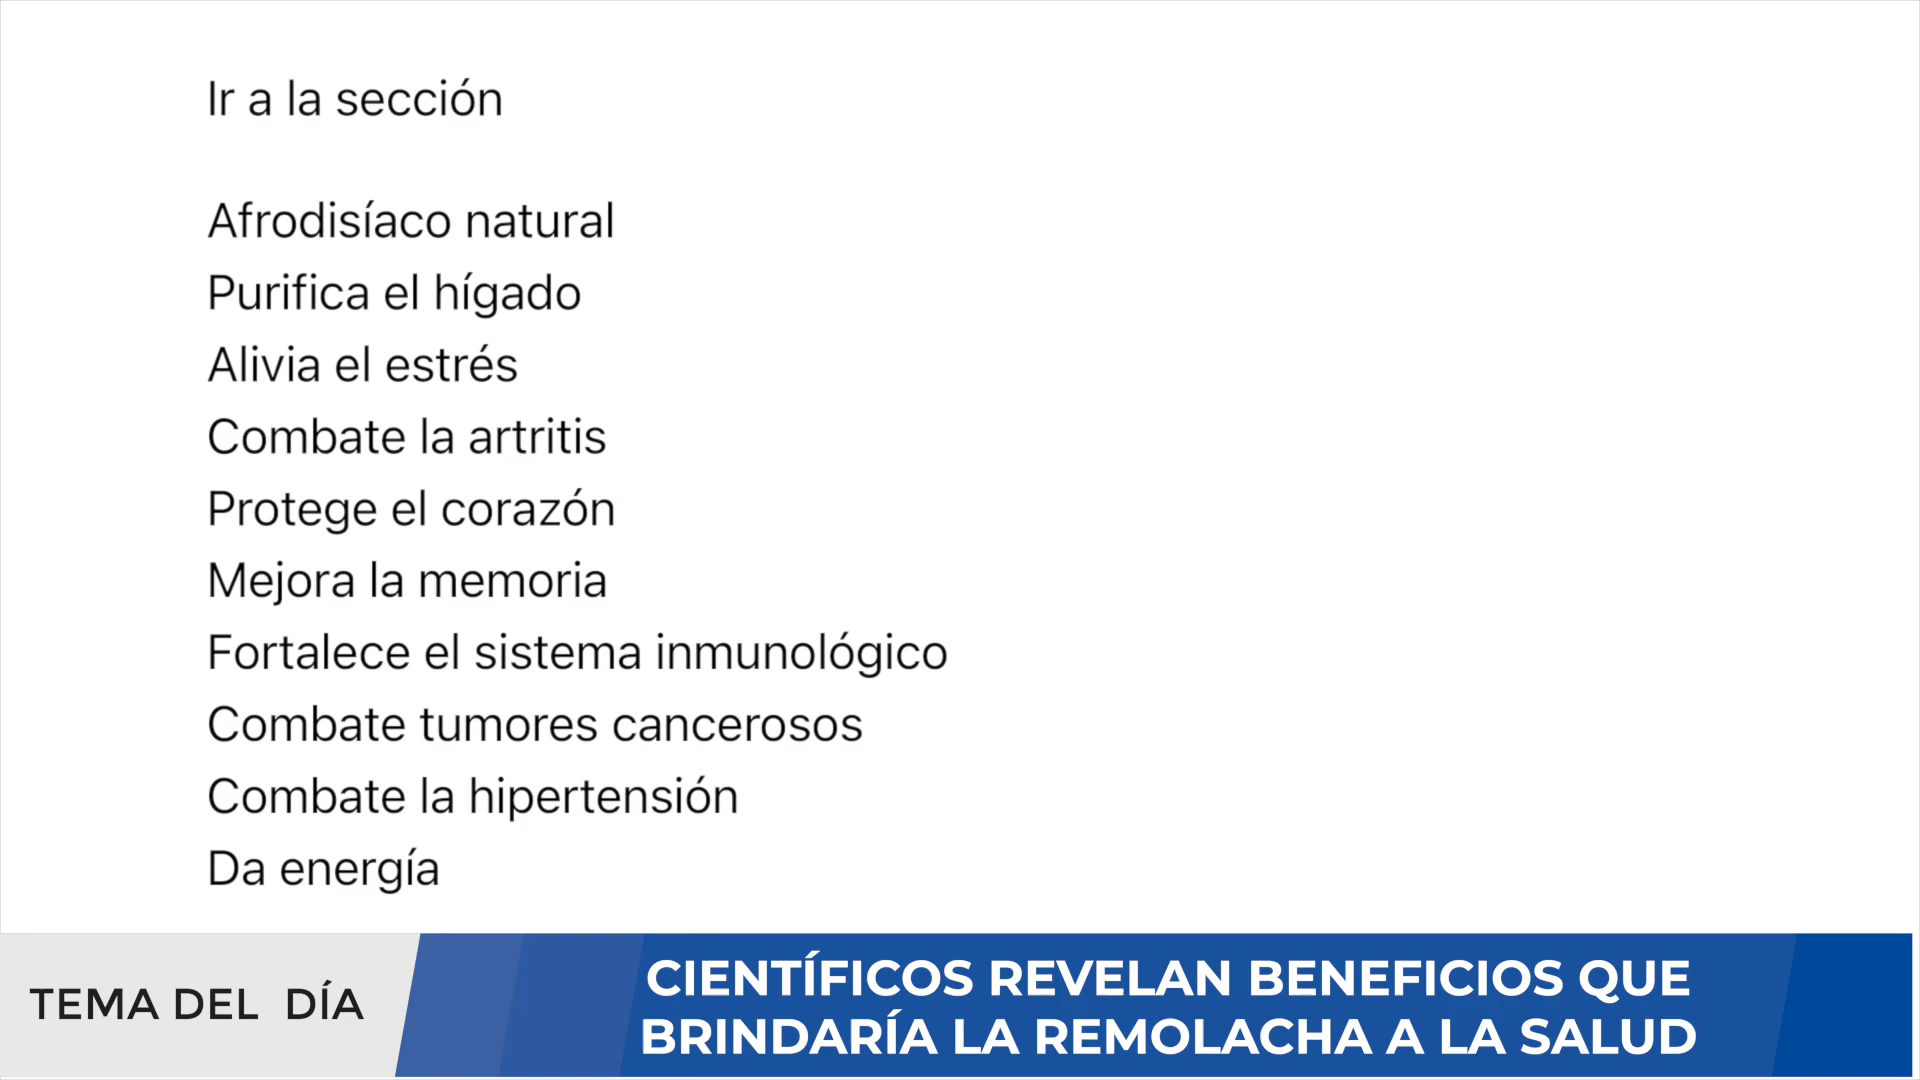 Ir a la sección
Afrodisíaco natural
Purifica el hígado
Alivia el estrés
Combate la artritis
Protege el corazón
Mejora la memoria
Fortalece el sistema inmunológico
Combate tumores cancerosos
Combate la hipertensión
Da energía
TEMA DEL DÍA
CIENTÍFICOS REVELAN BENEFICIOS QUE
BRINDARÍA LA REMOLACHA A LA SALUD